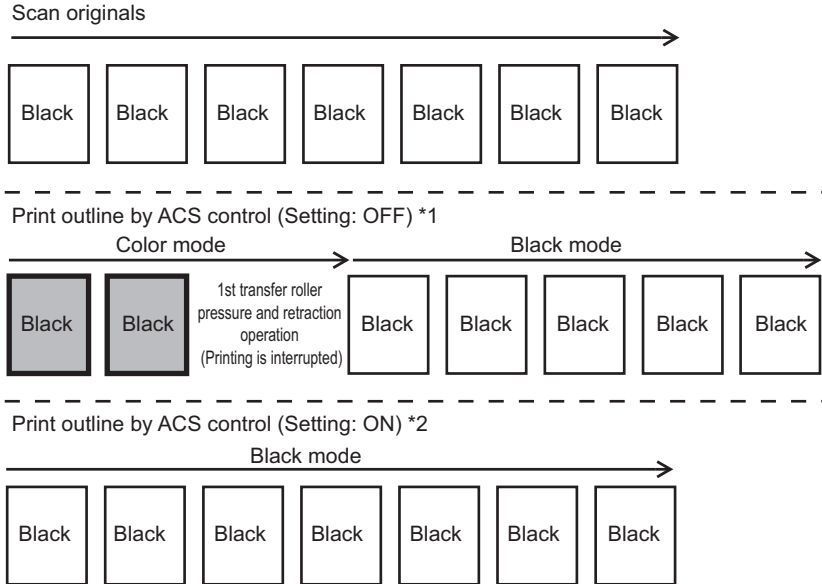 Scan originals
Black Black Black Black Black Black Black
Print outline by ACS control (Setting: OFF) *1
Color mode Black mode
Black Black
1st transfer roller
pressure and retraction
operation
(Printing is interrupted)
Black Black Black Black Black
Print outline by ACS control (Setting: ON) *2
Black mode
Black Black Black Black Black Black Black